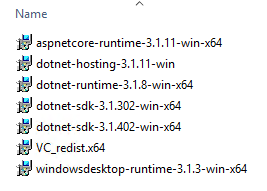 Name
aspnetcore-runtime-3.1.11-win-x64
dotnet-hosting-3.1.11-win
dotnet-runtime-3.1.8-win-x64
dotnet-sdk-3.1.302-win-x64
dotnet-sdk-3.1.402-win-x64
VC_redist.x64
windowsdesktop-runtime-3.1.3-win-x64